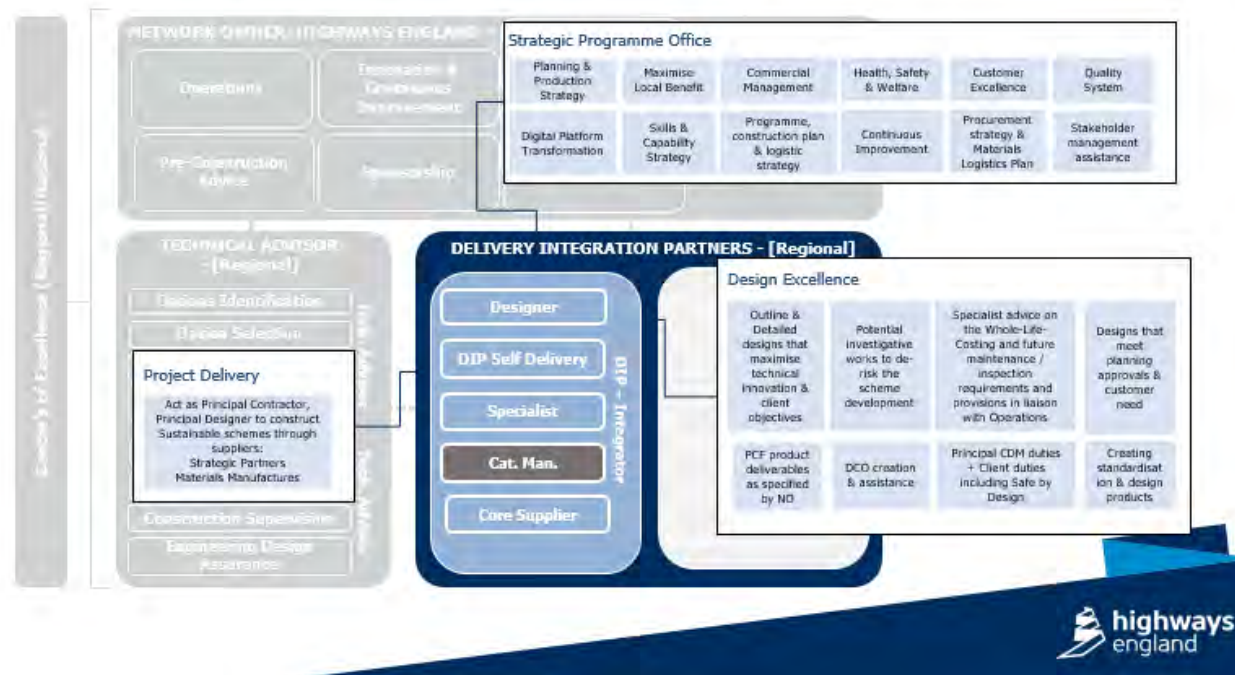 NETWORK OWNER HIGHWAYS ENGLAND
Operations
Innovation &
Continuous
Improvement
Pre-Construction
Advice
Sponsorship
Strategic Programme Office
Planning &
Production
Strategy
Maximise
Local Benefit
Commercial
Management
Health, Safety
& Welfare
Customer
Excellence
Quality
System
Digital Platform
Transformation
Skills &
Capability
Strategy
Programme,
construction plan
& logistic
strategy
Continuous
Improvement
Procurement
strategy &
Materials
Logistics Plan
Stakeholder
management
assistance
TECHNICAL ADVISOR
-[Regional]
Options Identification
Option Selection
Project Delivery
Act as Principal Contractor,
Principal Designer to construct
Sustainable schemes through
suppliers:
Strategic Partners
Materials Manufactures
Construction Supervision
Engineering Design
Assurance
DELIVERY INTEGRATION PARTNERS - [Regional]
Designer
DIP Self Delivery
Specialist
Cat. Man.
Core Supplier
DIP - Integrator
Design Excellence
Outline &
Detailed
designs that
maximise
technical
innovation &
client
objectives
Potential
investigative
works to de-
risk the
scheme
development
Specialist advice on
the Whole-Life-
Costing and future
maintenance /
inspection
requirements and
provisions in liaison
with Operations
Designs that
meet
planning
approvals &
customer
need
PCF product
deliverables
as specified
by NO
DCO creation
& assistance
Principal CDM duties
+ Client duties
including Safe by
Design
Creating
standardisat
ion & design
products
highways
england